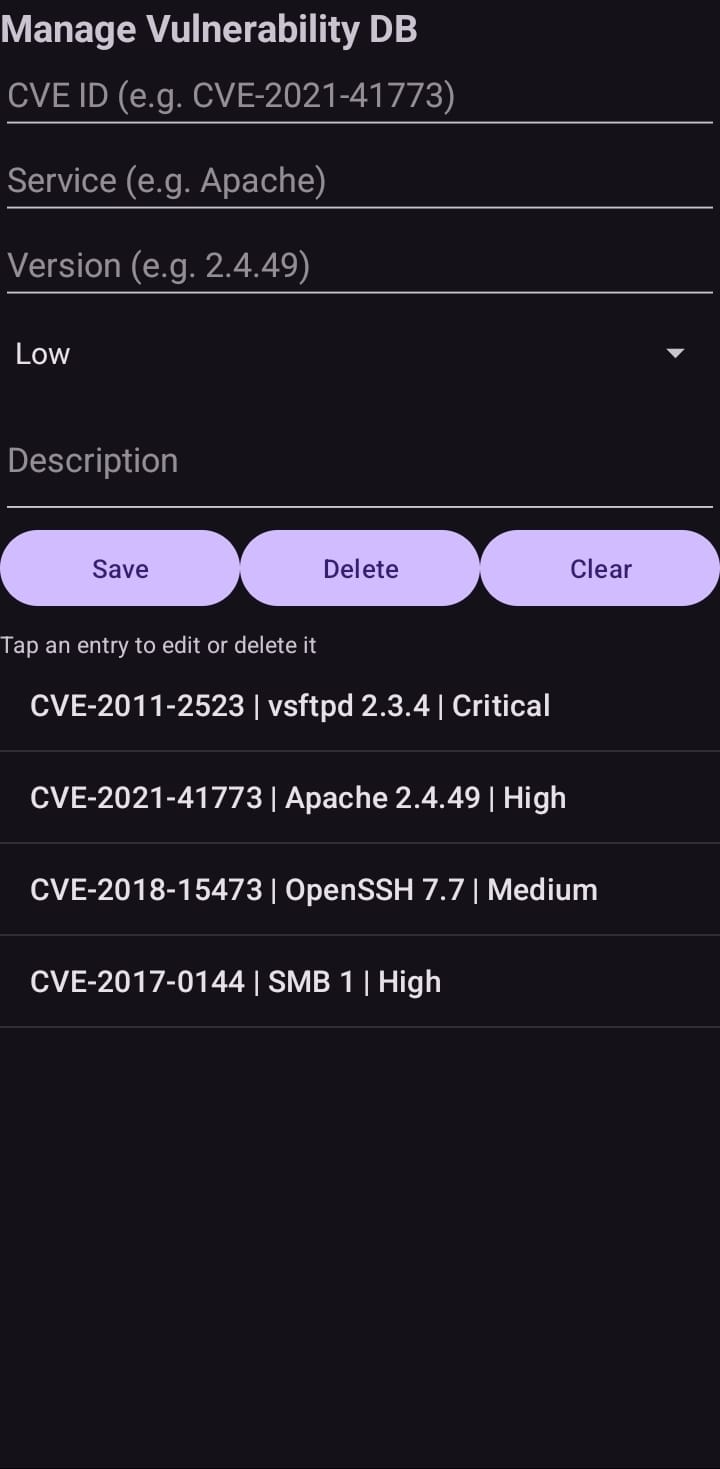 Manage Vulnerability DB
CVE ID (e.g. CVE-2021-41773)
Service (e.g. Apache)
Version (e.g. 2.4.49)
Low
Description
Save Delete Clear
Tap an entry to edit or delete it
CVE-2011-2523 | vsftpd 2.3.4 | Critical
CVE-2021-41773 | Apache 2.4.49 | High
CVE-2018-15473 | OpenSSH 7.7 | Medium
CVE-2017-0144 | SMB 1 | High